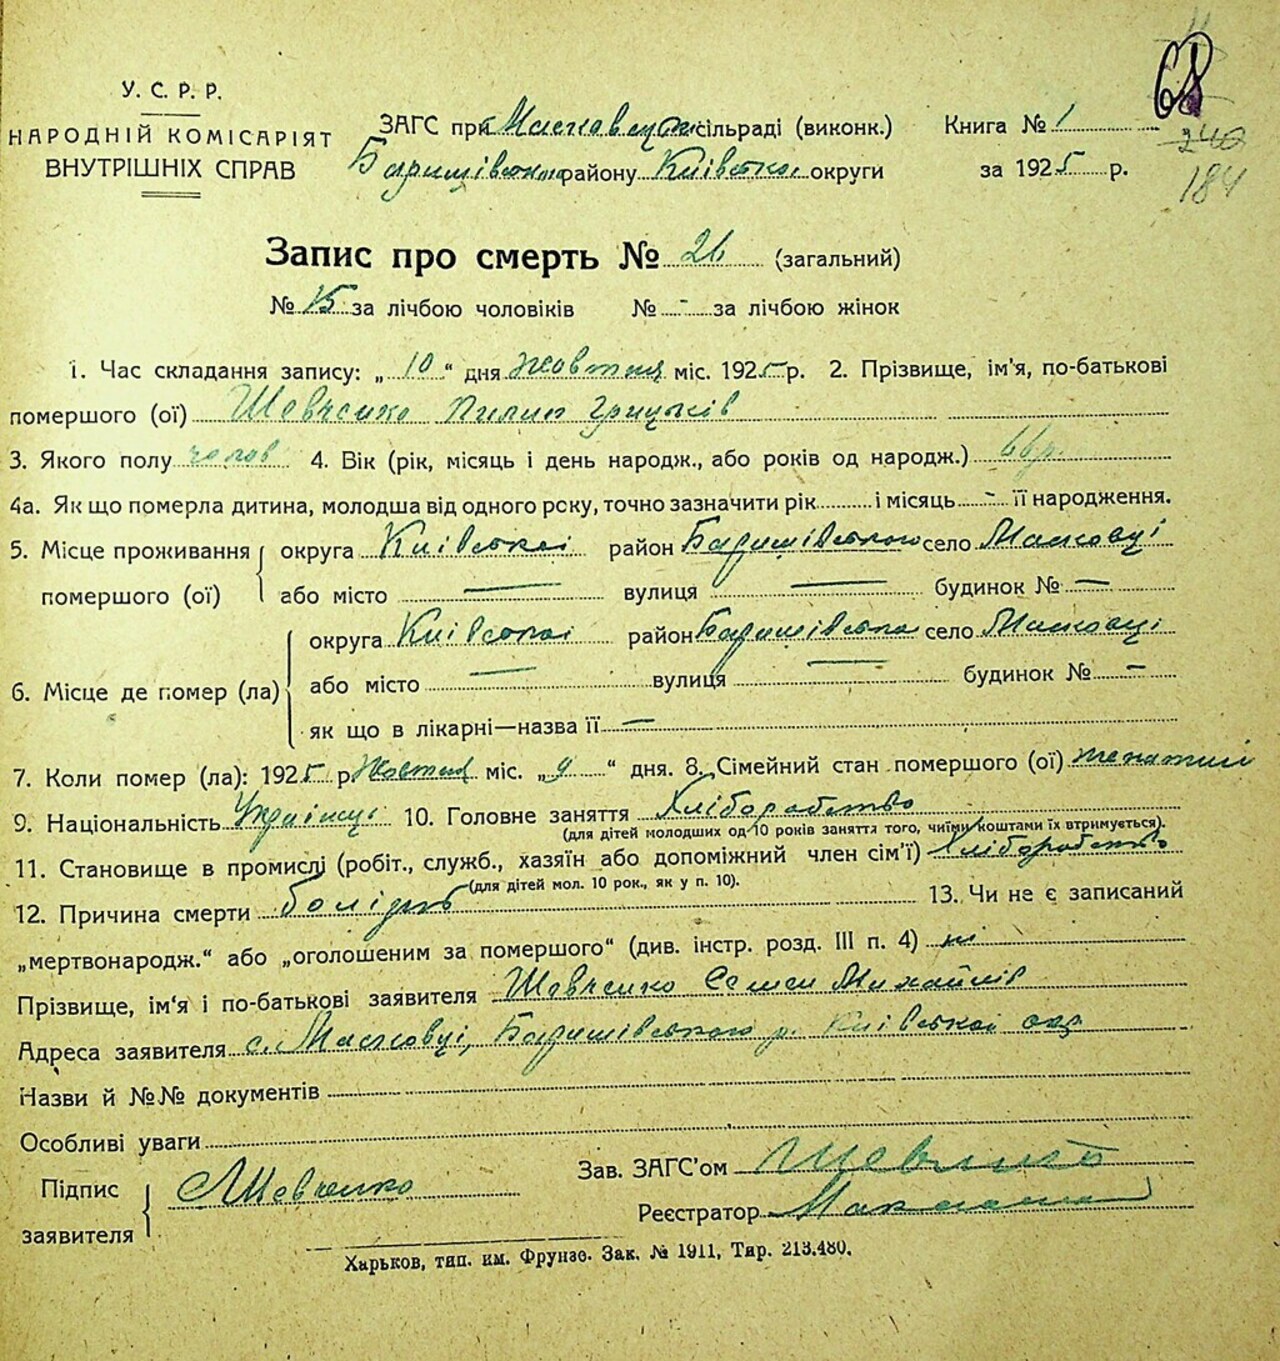 68
240
184
У. С. Р. Р.
НАРОДНІЙ КОМІСАРІЯТ
ВНУТРІШНІХ СПРАВ
ЗАГС при сільраді (виконк.) Книга № 1
Баришівськ. району Київської округи за 1925 р.
Запис про смерть № 26 (загальний)
№ 15 за лічбою чоловіків № - за лічбою жінок
1. Час складання запису: „ 10 “ дня Жовтня міс. 1925 р. 2. Прізвище, ім'я, по-батькові
помершого (ої) Шевченко Пилип Грицьків
3. Якого полу чолов 4. Вік (рік, місяць і день народж., або років од народж.) 66 р.
4а. Як що померла дитина, молодша від одного року, точно зазначити рік і місяць - її народження.
5. Місце проживання помершого (ої) округа Київської район Баришівського село Масковці
або місто — вулиця — будинок № —
6. Місце де помер (ла) округа Київської район Баришівсько село Масковці
або місто — вулиця — будинок № —
як що в лікарні—назва її —
7. Коли помер (ла): 1925 р Жовтня міс. „ 9 “ дня. 8. Сімейний стан помершого (ої) женатий
9. Національність Українець 10. Головне заняття Хліборобство
(для дітей молодших од 10 років заняття того, чиїми коштами їх втримується).
11. Становище в промислі (робіт., служб., хазяїн або допоміжний член сім'ї) Хліборобство
(для дітей мол. 10 рок., як у п. 10).
12. Причина смерти 13. Чи не є записаний
„мертвонародж.“ або „оголошеним за помершого“ (див. інстр. розд. III п. 4) ні
Прізвище, ім'я і по-батькові заявителя Шевченко Семен Михайлів
Адреса заявителя с. Масковці, Баришівського р. Київської окр
Назви й №№ документів
Особливі уваги
Підпис заявителя СШевченко
Зав. ЗАГС'ом Шевченко
Реєстратор
Харьков, тип. им. Фрунзе. Зак. № 1911, Тир. 213.480.